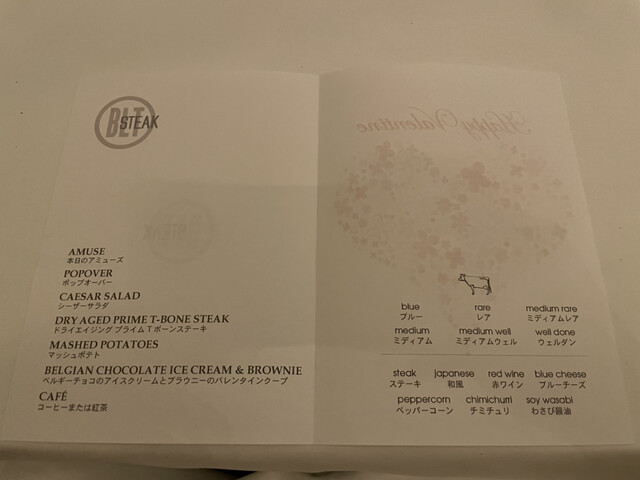 BLT
STEAK
AMUSE
本日のアミューズ
POPOVER
ポップオーバー
CAESAR SALAD
シーザーサラダ
DRY AGED PRIME T-BONE STEAK
ドライエイジング プライム Tボーンステーキ
MASHED POTATOES
マッシュポテト
BELGIAN CHOCOLATE ICE CREAM & BROWNIE
ベルギーチョコのアイスクリームとブラウニーのバレンタインクープ
CAFÉ
コーヒーまたは紅茶
Happy Valentine
blue rare medium rare
ブルー レア ミディアムレア
medium medium well well done
ミディアム ミディアムウェル ウェルダン
steak japanese red wine blue cheese
ステーキ 和風 赤ワイン ブルーチーズ
peppercorn chimichurri soy wasabi
ペッパーコーン チミチュリ わさび醤油